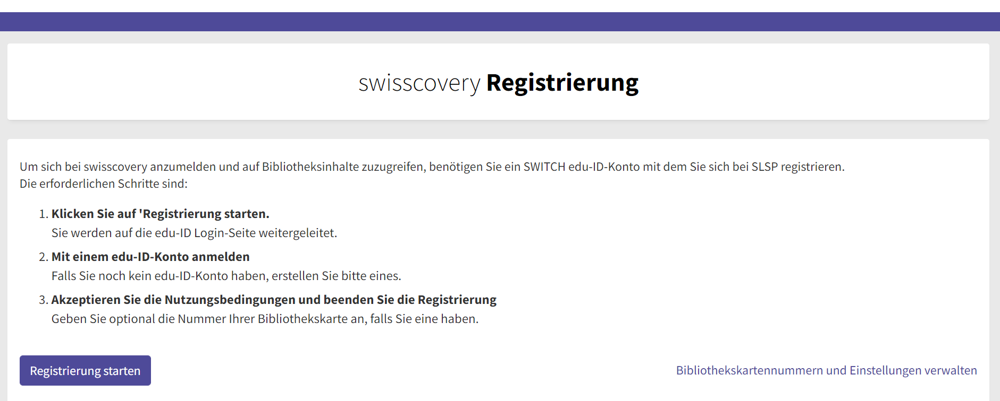 swisscovery Registrierung
Um sich bei swisscovery anzumelden und auf Bibliotheksinhalte zuzugreifen, benötigen Sie ein SWITCH edu-ID-Konto mit dem Sie sich bei SLSP registrieren.
Die erforderlichen Schritte sind:
1. Klicken Sie auf 'Registrierung starten.
Sie werden auf die edu-ID Login-Seite weitergeleitet.
2. Mit einem edu-ID-Konto anmelden
Falls Sie noch kein edu-ID-Konto haben, erstellen Sie bitte eines.
3. Akzeptieren Sie die Nutzungsbedingungen und beenden Sie die Registrierung
Geben Sie optional die Nummer Ihrer Bibliothekskarte an, falls Sie eine haben.
Registrierung starten
Bibliothekskartennummern und Einstellungen verwalten